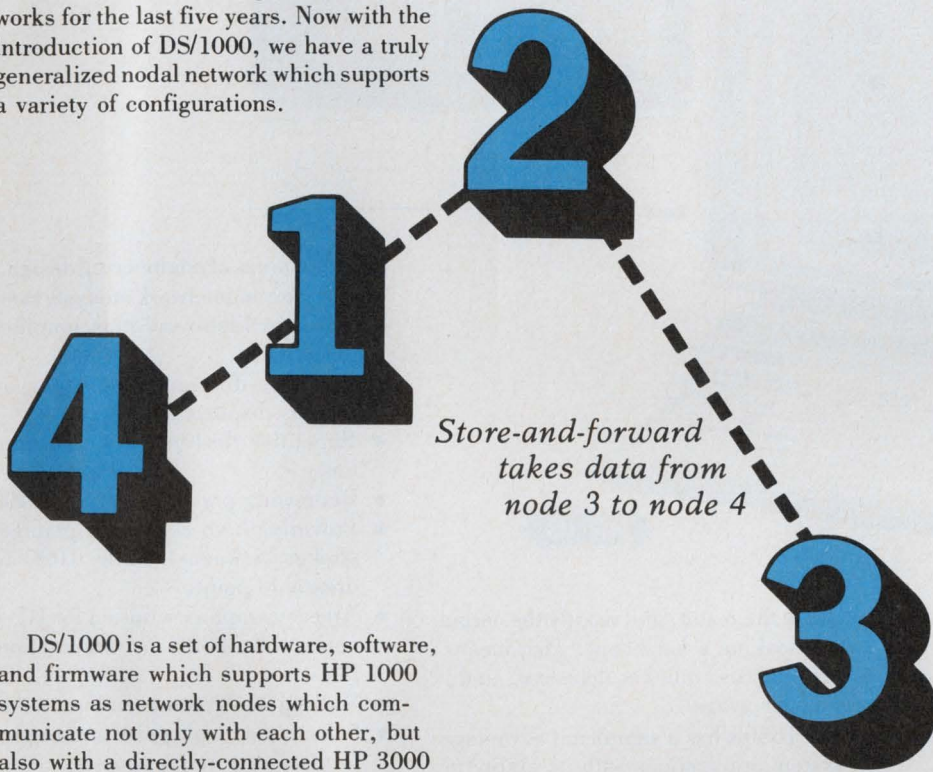 works for the last five years. Now with the
introduction of DS/1000, we have a truly
generalized nodal network which supports
a variety of configurations.
2
1
4
Store-and-forward
takes data from
node 3 to node 4
3
DS/1000 is a set of hardware, software,
and firmware which supports HP 1000
systems as network nodes which com-
municate not only with each other, but
also with a directly-connected HP 3000